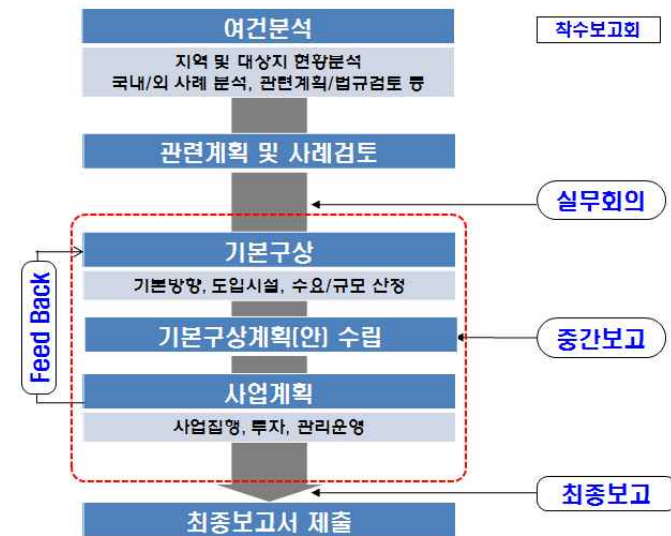 여건분석
착수보고회
지역 및 대상지 현황분석
국내/외 사례 분석, 관련계획/법규검토 등
관련계획 및 사례검토
실무회의
기본구상
기본방향, 도입시설, 수요/규모 산정
Feed Back
기본구상계획(안) 수립
중간보고
사업계획
사업집행, 투자, 관리운영
최종보고
최종보고서 제출